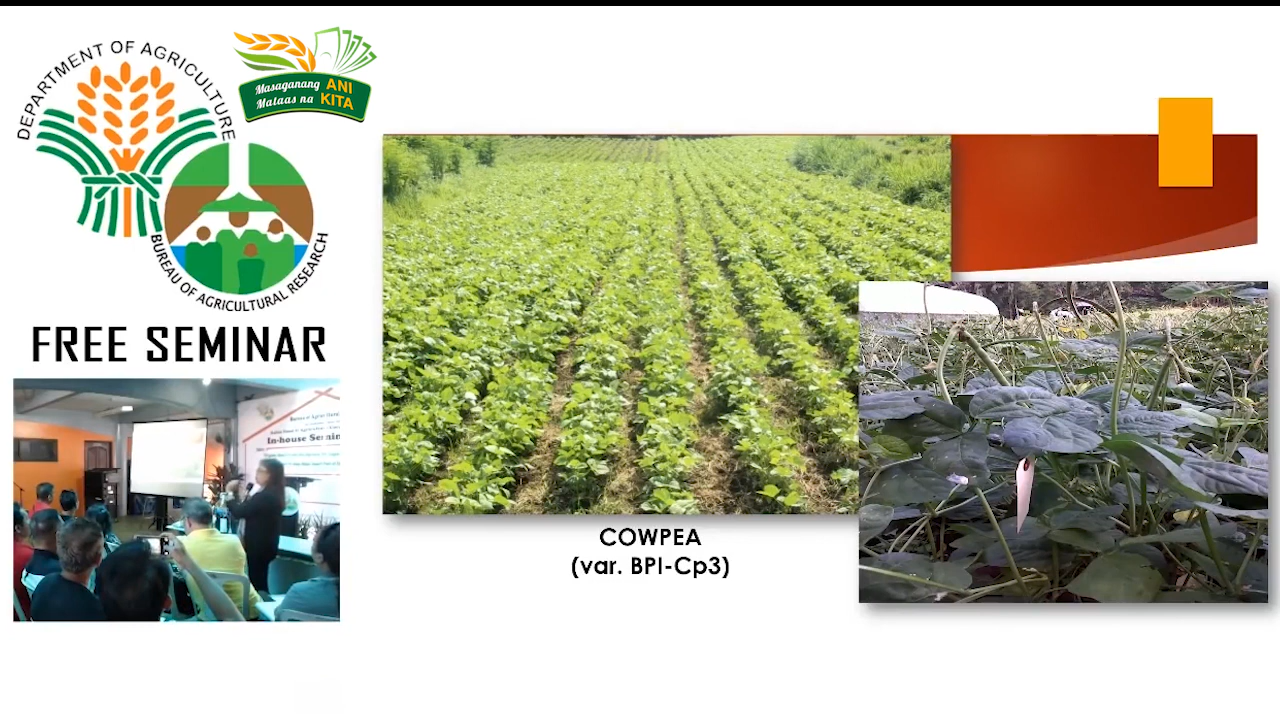 DEPARTMENT OF AGRICULTURE
Masaganang ANI
Mataas na KITA
BUREAU OF AGRICULTURAL RESEARCH
FREE SEMINAR
In-house Semin
COWPEA
(var. BPI-Cp3)